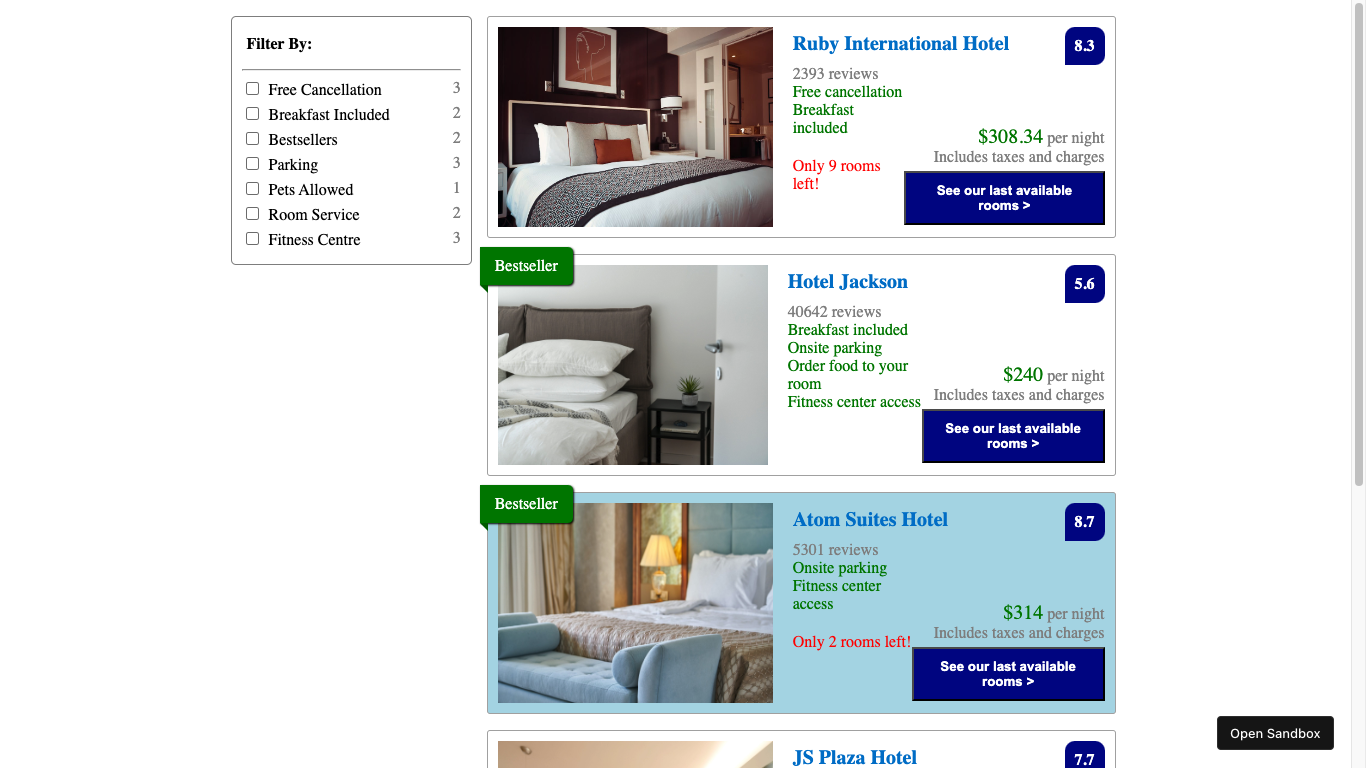 Filter By:
Free Cancellation 3
Breakfast Included 2
Bestsellers 2
Parking 3
Pets Allowed 1
Room Service 2
Fitness Centre 3
Ruby International Hotel
8.3
2393 reviews
Free cancellation
Breakfast
included
Only 9 rooms
left!
$308.34 per night
Includes taxes and charges
See our last available
rooms >
Bestseller
Hotel Jackson
5.6
40642 reviews
Breakfast included
Onsite parking
Order food to your
room
Fitness center access
$240 per night
Includes taxes and charges
See our last available
rooms >
Bestseller
Atom Suites Hotel
8.7
5301 reviews
Onsite parking
Fitness center
access
Only 2 rooms left!
$314 per night
Includes taxes and charges
See our last available
rooms >
JS Plaza Hotel
7.7
Open Sandbox